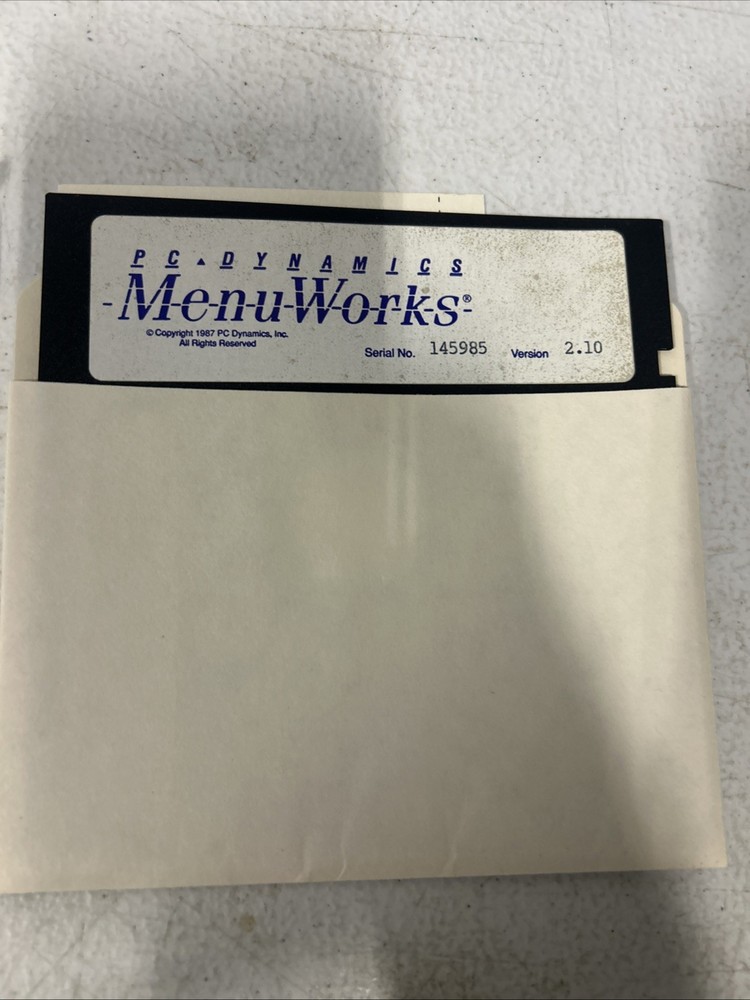 PC▲DYNAMICS
-MenuWorks®-
© Copyright 1987 PC Dynamics, Inc.
All Rights Reserved
Serial No. 145985 Version 2.10